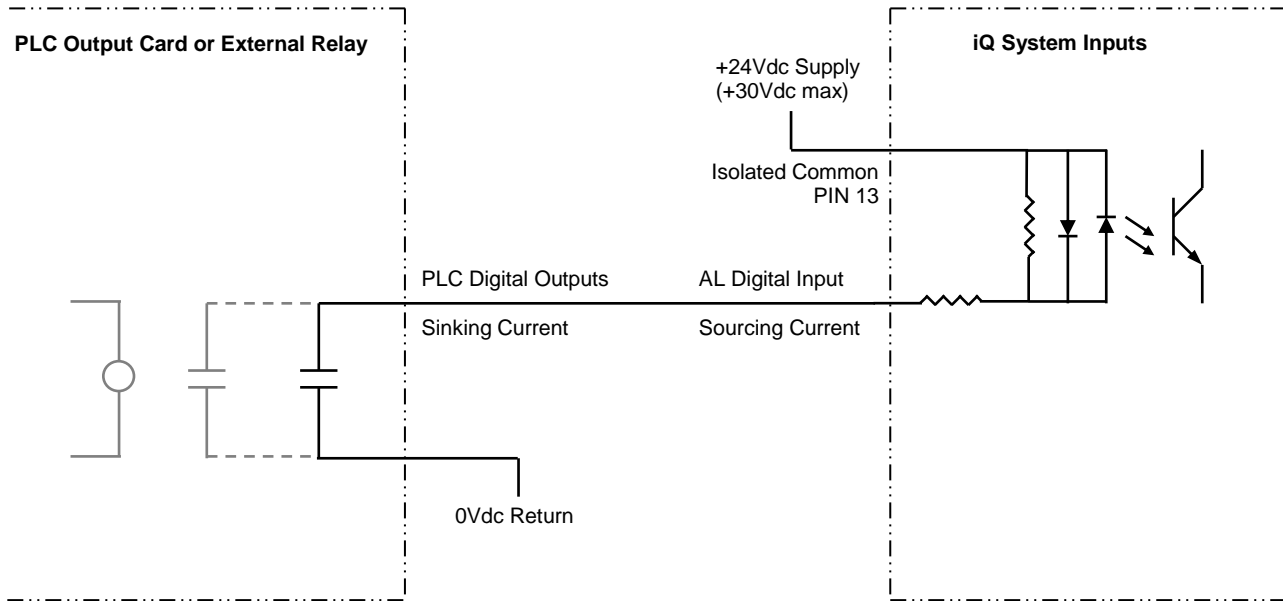 PLC Output Card or External Relay
iQ System Inputs
+24Vdc Supply
(+30Vdc max)
Isolated Common
PIN 13
PLC Digital Outputs
AL Digital Input
Sinking Current
Sourcing Current
0Vdc Return